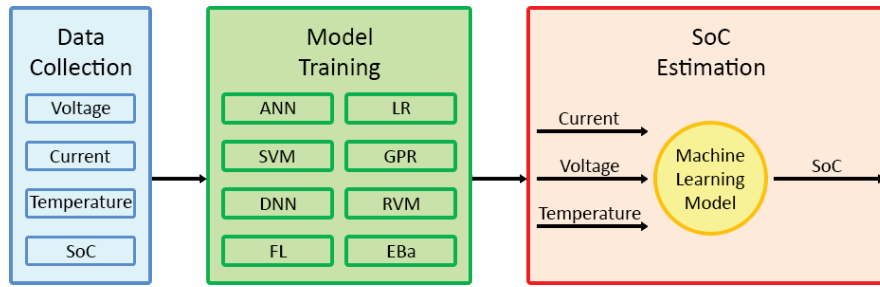 Data
Collection
Voltage
Current
Temperature
SoC
Model
Training
ANN
LR
SVM
GPR
DNN
RVM
FL
EBa
SoC
Estimation
Current
Voltage
Temperature
Machine
Learning
Model
SoC